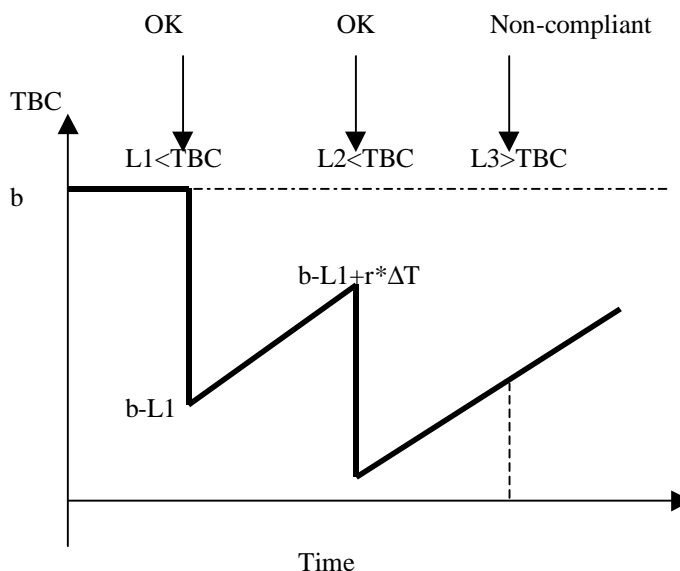 OK OK Non-compliant
TBC
L1<TBC L2<TBC L3>TBC
b
b-L1+r*ΔT
b-L1
Time